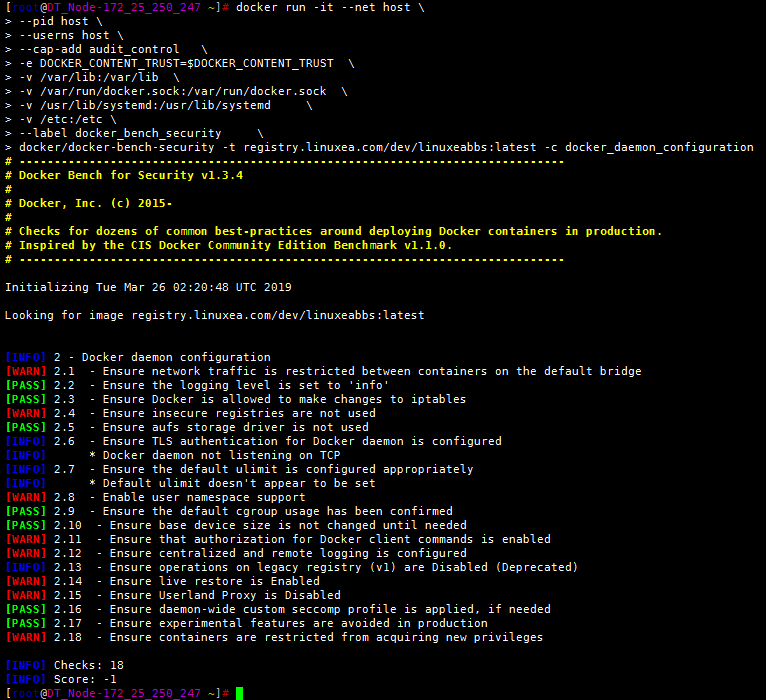 [root@DT_Node-172_25_250_247 ~]# docker run -it --net host \
> --pid host \
> --userns host \
> --cap-add audit_control   \
> -e DOCKER_CONTENT_TRUST=$DOCKER_CONTENT_TRUST  \
> -v /var/lib:/var/lib  \
> -v /var/run/docker.sock:/var/run/docker.sock  \
> -v /usr/lib/systemd:/usr/lib/systemd     \
> -v /etc:/etc \
> --label docker_bench_security     \
> docker/docker-bench-security -t registry.linuxea.com/dev/linuxeabbs:latest -c docker_daemon_configuration
# ------------------------------------------------------------------------------
# Docker Bench for Security v1.3.4
#
# Docker, Inc. (c) 2015-
#
# Checks for dozens of common best-practices around deploying Docker containers in production.
# Inspired by the CIS Docker Community Edition Benchmark v1.1.0.
# ------------------------------------------------------------------------------
Initializing Tue Mar 26 02:20:48 UTC 2019
Looking for image registry.linuxea.com/dev/linuxeabbs:latest
[INFO] 2 - Docker daemon configuration
[WARN] 2.1  - Ensure network traffic is restricted between containers on the default bridge
[PASS] 2.2  - Ensure the logging level is set to 'info'
[PASS] 2.3  - Ensure Docker is allowed to make changes to iptables
[WARN] 2.4  - Ensure insecure registries are not used
[PASS] 2.5  - Ensure aufs storage driver is not used
[INFO] 2.6  - Ensure TLS authentication for Docker daemon is configured
[INFO]      * Docker daemon not listening on TCP
[INFO] 2.7  - Ensure the default ulimit is configured appropriately
[INFO]      * Default ulimit doesn't appear to be set
[WARN] 2.8  - Enable user namespace support
[PASS] 2.9  - Ensure the default cgroup usage has been confirmed
[PASS] 2.10  - Ensure base device size is not changed until needed
[WARN] 2.11  - Ensure that authorization for Docker client commands is enabled
[WARN] 2.12  - Ensure centralized and remote logging is configured
[INFO] 2.13  - Ensure operations on legacy registry (v1) are Disabled (Deprecated)
[WARN] 2.14  - Ensure live restore is Enabled
[WARN] 2.15  - Ensure Userland Proxy is Disabled
[PASS] 2.16  - Ensure daemon-wide custom seccomp profile is applied, if needed
[PASS] 2.17  - Ensure experimental features are avoided in production
[WARN] 2.18  - Ensure containers are restricted from acquiring new privileges
[INFO] Checks: 18
[INFO] Score: -1
[root@DT_Node-172_25_250_247 ~]#